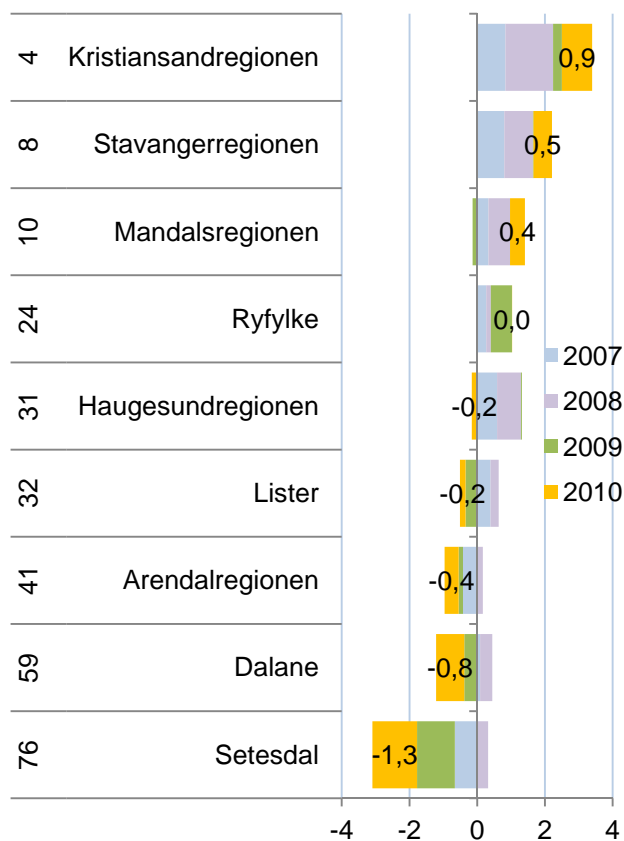 4 Kristiansandregionen 0,9
8 Stavangerregionen 0,5
10 Mandalsregionen 0,4
24 Ryfylke 0,0
31 Haugesundregionen -0,2
32 Lister -0,2
41 Arendalregionen -0,4
59 Dalane -0,8
76 Setesdal -1,3
2007
2008
2009
2010
-4 -2 0 2 4